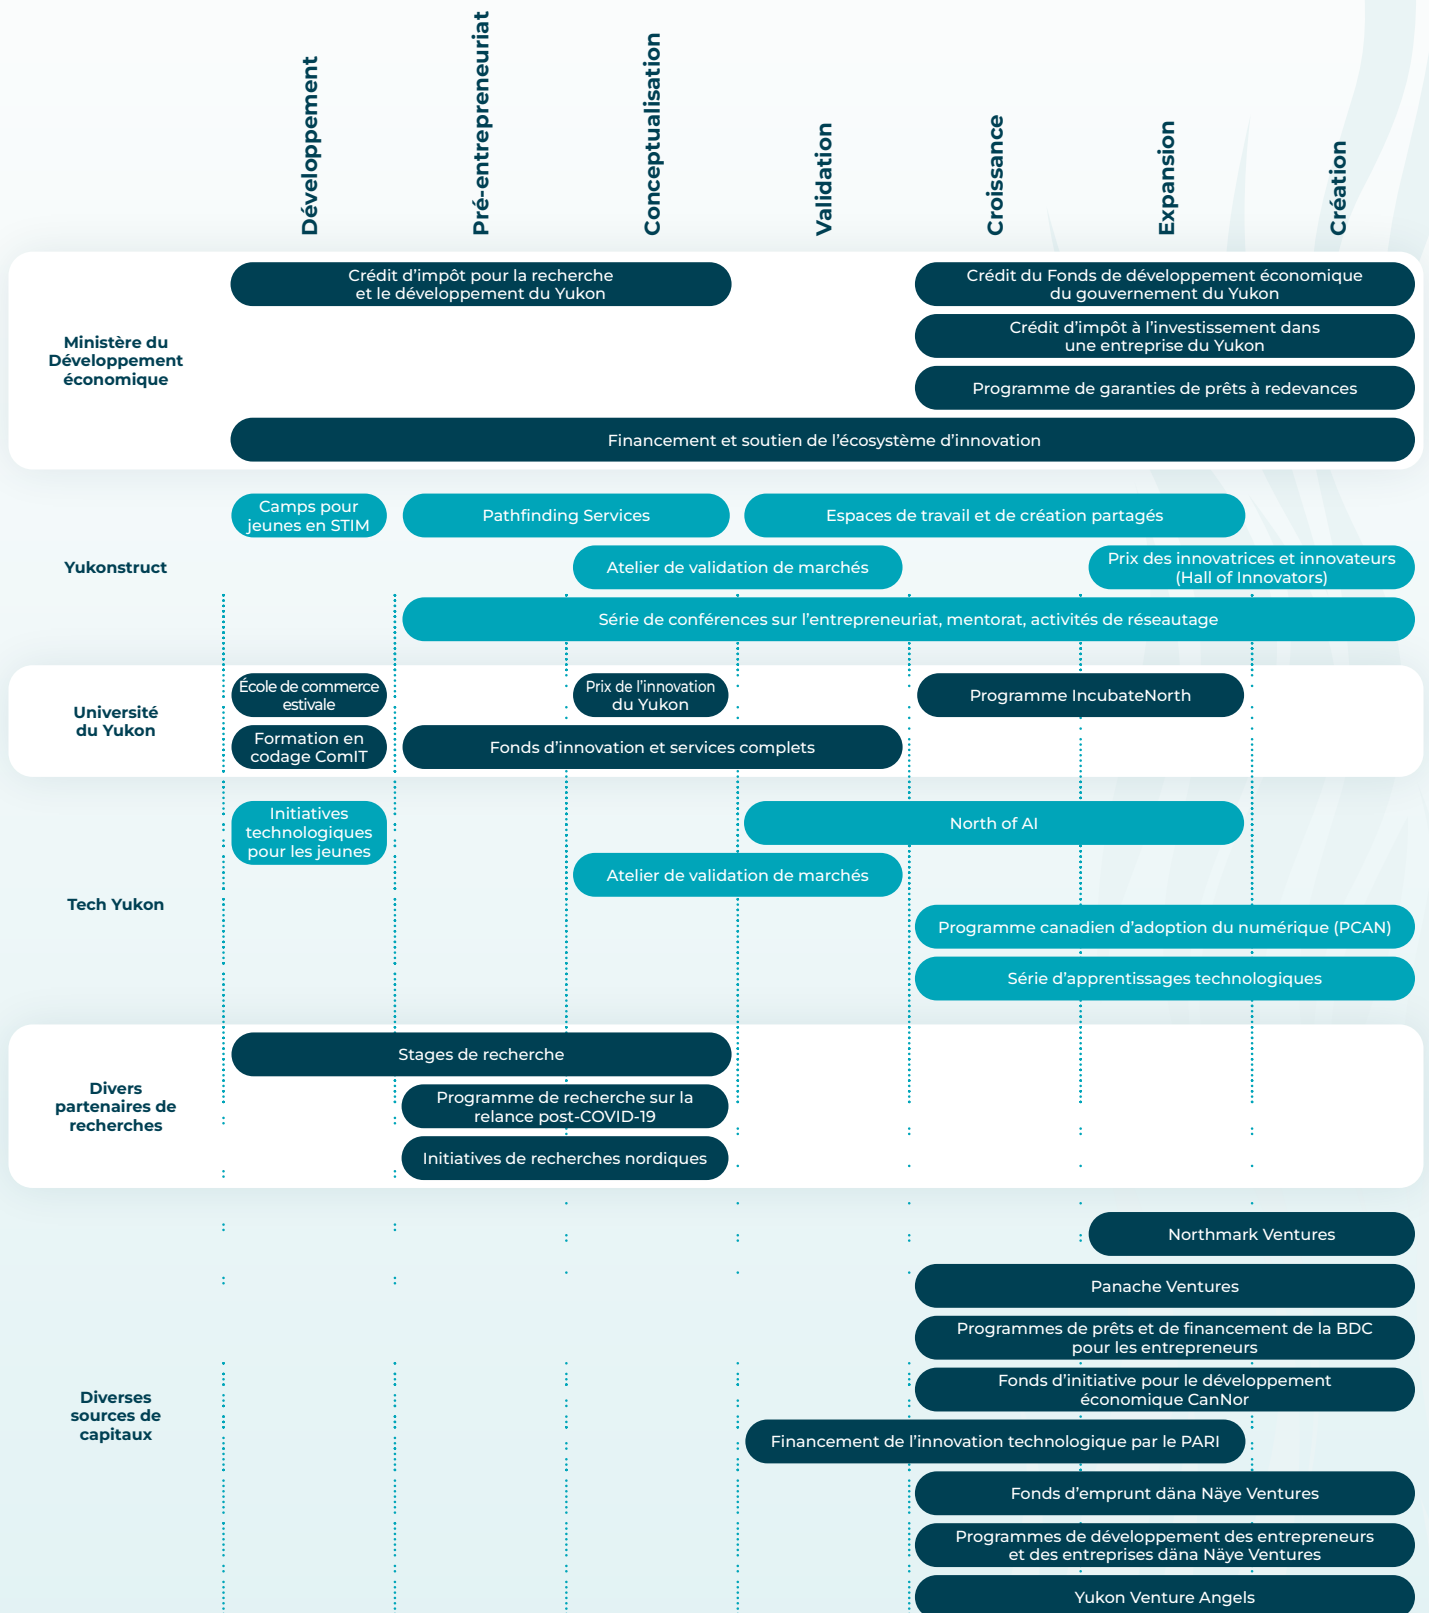 Développement
Pré-entrepreneuriat
Conceptualisation
Validation
Croissance
Expansion
Création
Ministère du
Développement
économique
Crédit d'impôt pour la recherche
et le développement du Yukon
Crédit du Fonds de développement économique
du gouvernement du Yukon
Crédit d'impôt à l'investissement dans
une entreprise du Yukon
Programme de garanties de prêts à redevances
Financement et soutien de l'écosystème d'innovation
Yukonstruct
Camps pour
jeunes en STIM
Pathfinding Services
Espaces de travail et de création partagés
Atelier de validation de marchés
Prix des innovatrices et innovateurs
(Hall of Innovators)
Série de conférences sur l'entrepreneuriat, mentorat, activités de réseautage
Université
du Yukon
École de commerce
estivale
Prix de l'innovation
du Yukon
Programme IncubateNorth
Formation en
codage ComIT
Fonds d'innovation et services complets
Tech Yukon
Initiatives
technologiques
pour les jeunes
North of AI
Atelier de validation de marchés
Programme canadien d'adoption du numérique (PCAN)
Série d'apprentissages technologiques
Divers
partenaires de
recherches
Stages de recherche
Programme de recherche sur la
relance post-COVID-19
Initiatives de recherches nordiques
Diverses
sources de
capitaux
Northmark Ventures
Panache Ventures
Programmes de prêts et de financement de la BDC
pour les entrepreneurs
Fonds d'initiative pour le développement
économique CanNor
Financement de l'innovation technologique par le PARI
Fonds d'emprunt däna Näye Ventures
Programmes de développement des entrepreneurs
et des entreprises däna Näye Ventures
Yukon Venture Angels